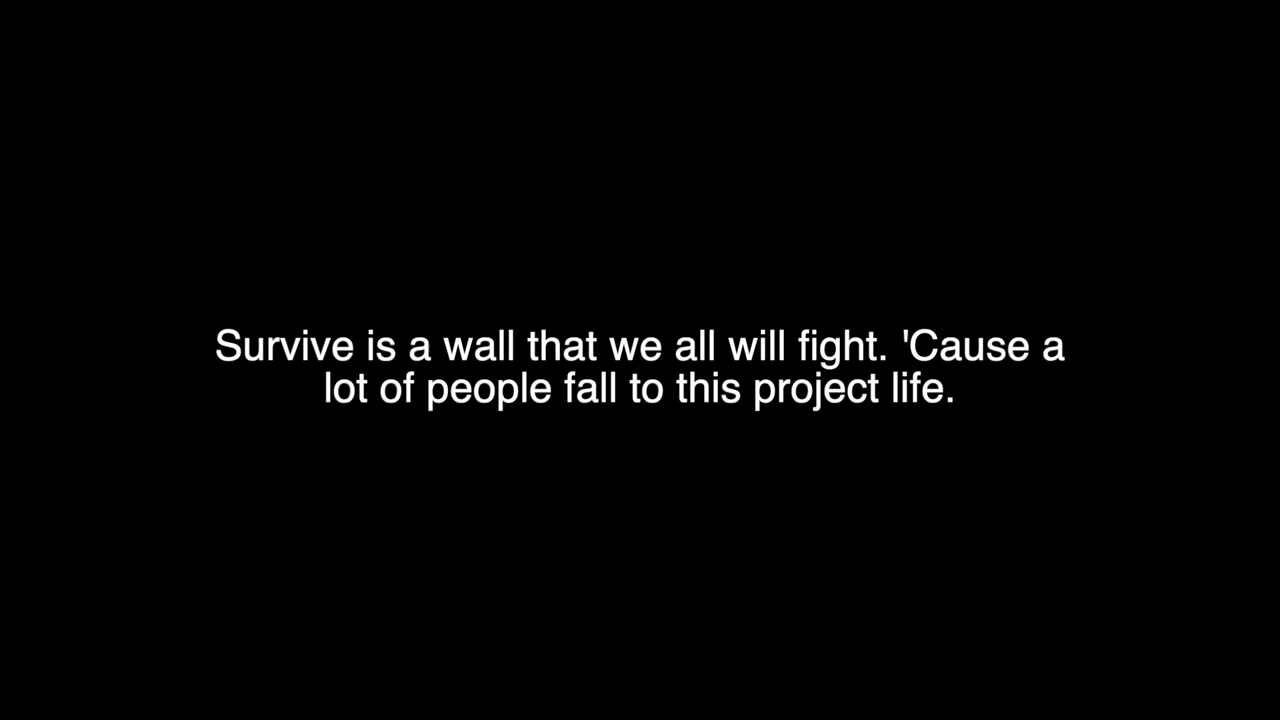 Survive is a wall that we all will fight. 'Cause a
lot of people fall to this project life.